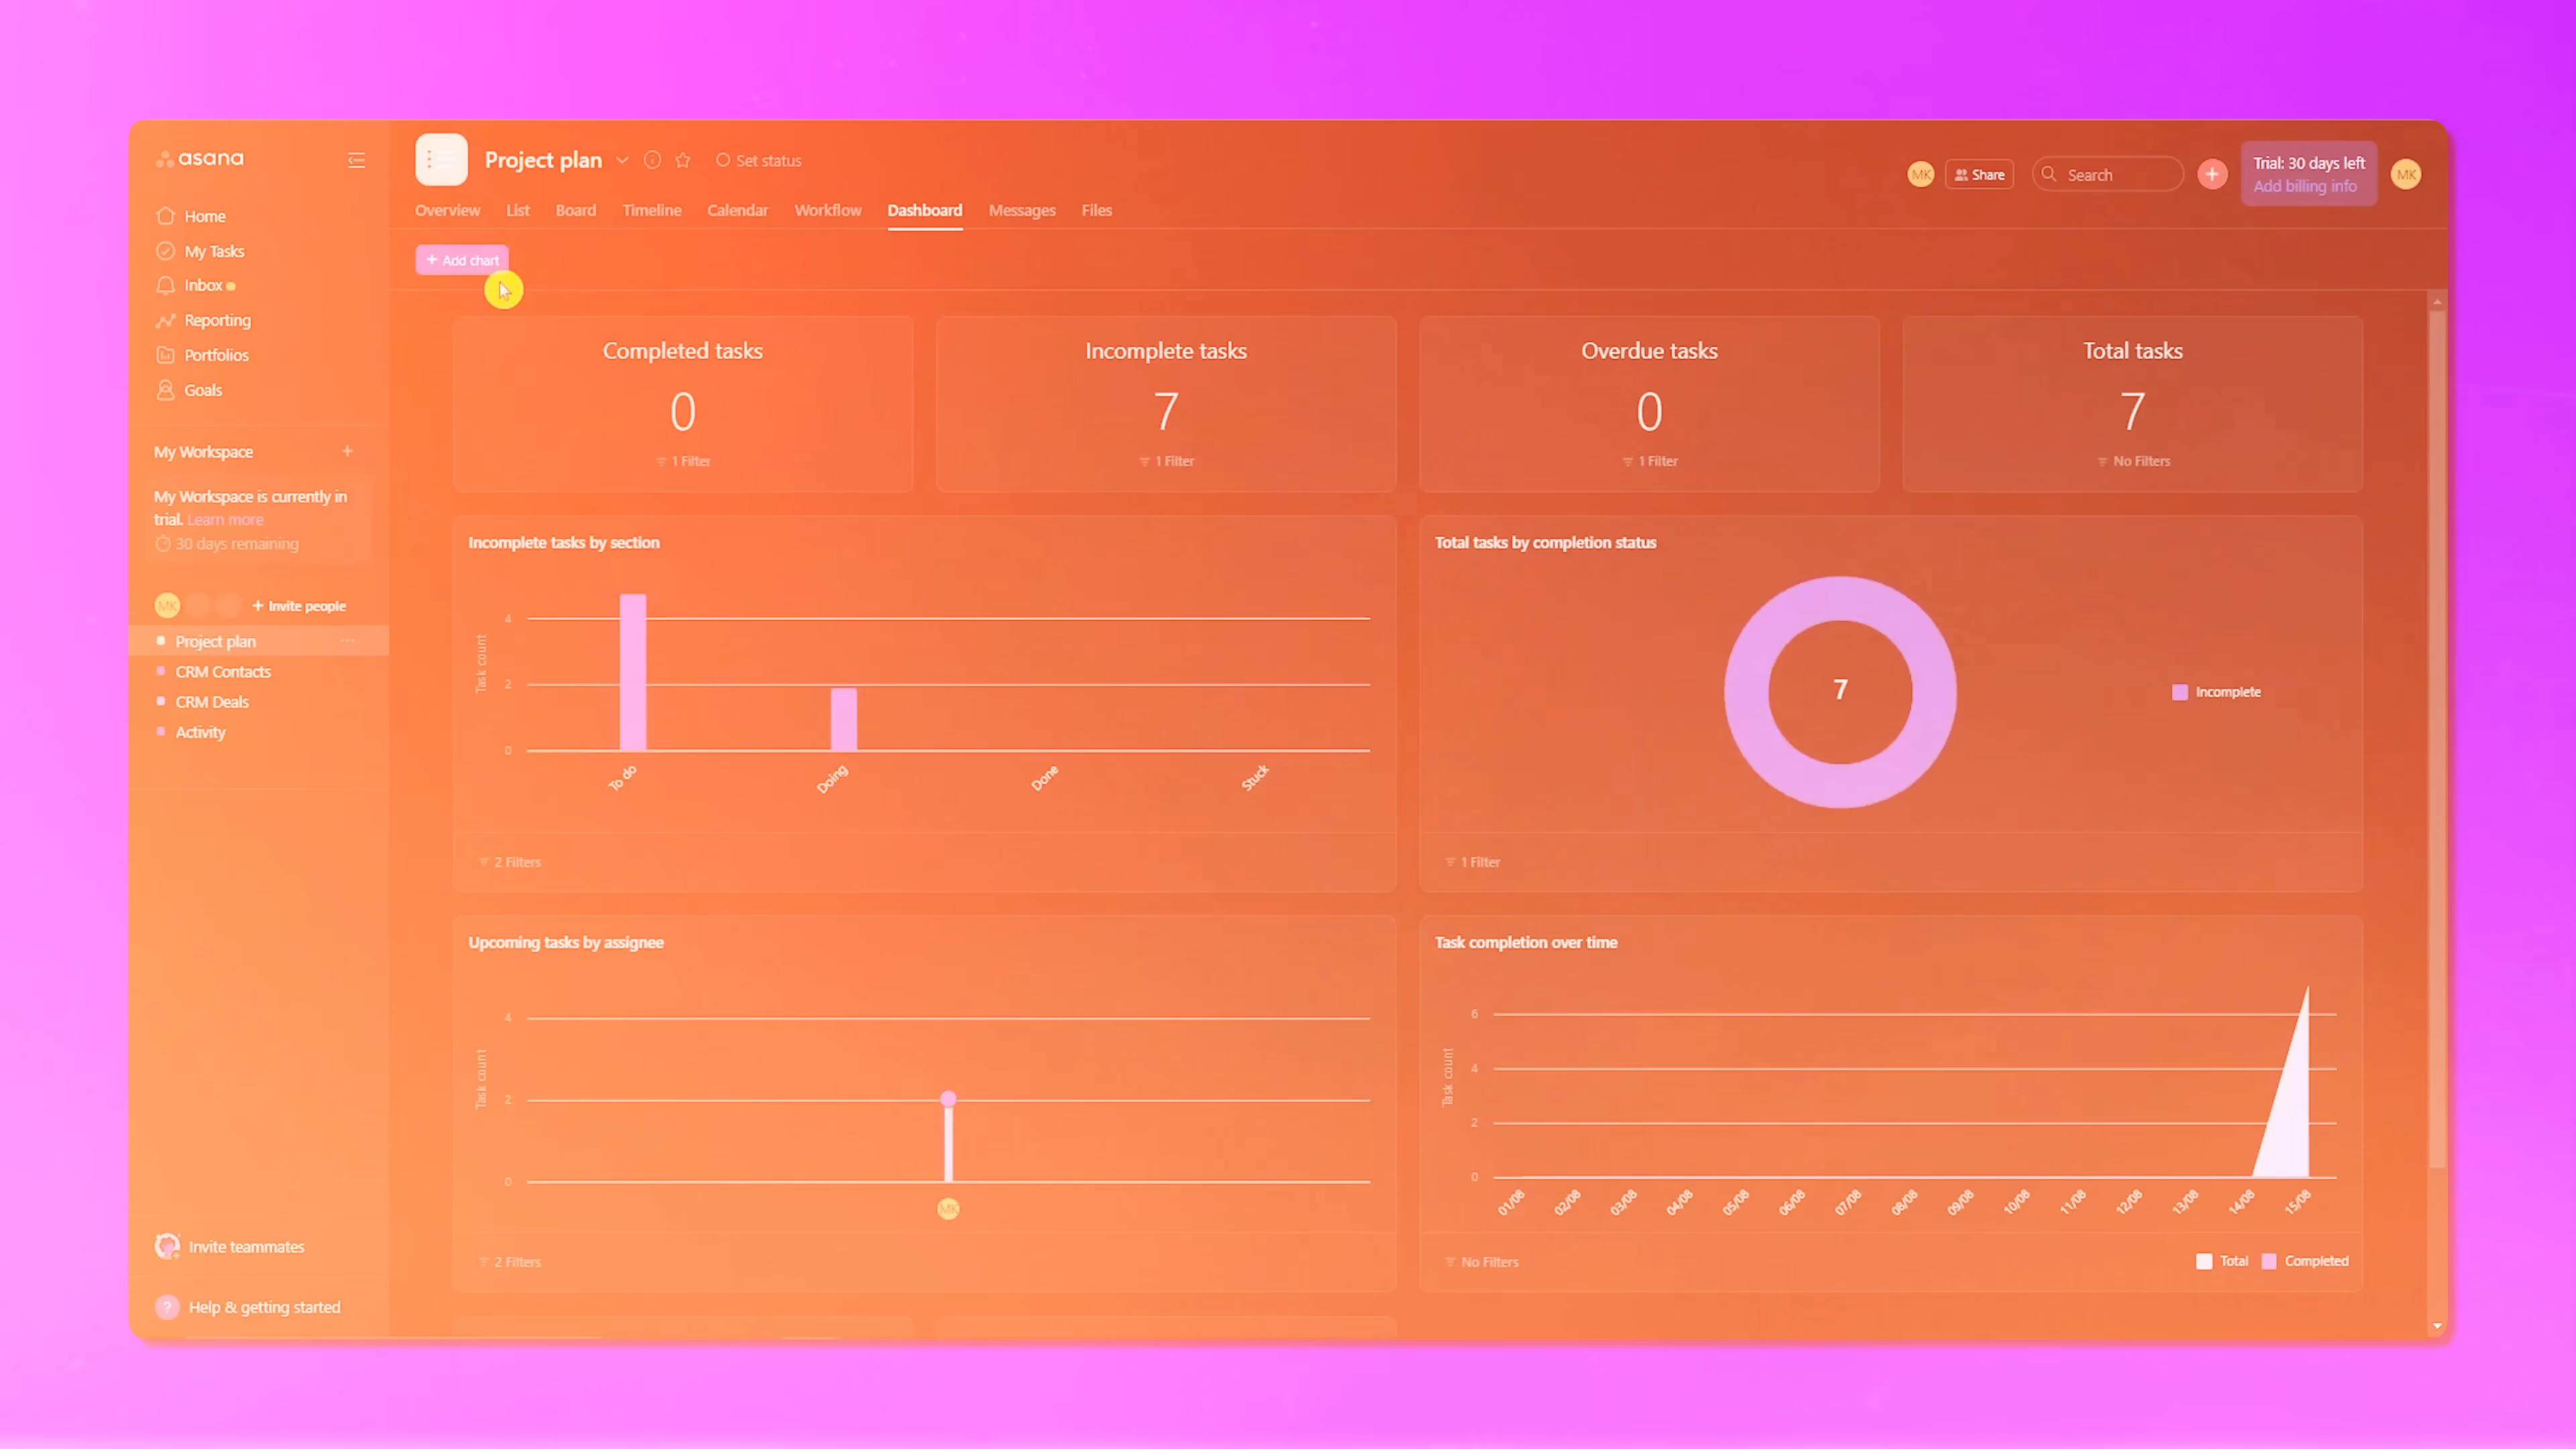 asana
Home
My Tasks
Inbox
Reporting
Portfolios
Goals
My Workspace
My Workspace is currently in
trial. Learn more
30 days remaining
MK
+ Invite people
Project plan
CRM Contacts
CRM Deals
Activity
Invite teammates
? Help & getting started
Project plan
Set status
MK
Share
Search
Trial: 30 days left
Add billing info
MK
Overview
List
Board
Timeline
Calendar
Workflow
Dashboard
Messages
Files
+ Add chart
Completed tasks
0
1 Filter
Incomplete tasks
7
1 Filter
Overdue tasks
0
1 Filter
Total tasks
7
No Filters
Incomplete tasks by section
Task count
4
2
0
To do
Doing
Done
Stuck
2 Filters
Total tasks by completion status
7
Incomplete
1 Filter
Upcoming tasks by assignee
Task count
4
2
0
MK
2 Filters
Task completion over time
Task count
6
4
2
0
01/08
02/08
03/08
04/08
05/08
06/08
07/08
08/08
09/08
10/08
11/08
12/08
13/08
14/08
15/08
No Filters
Total
Completed